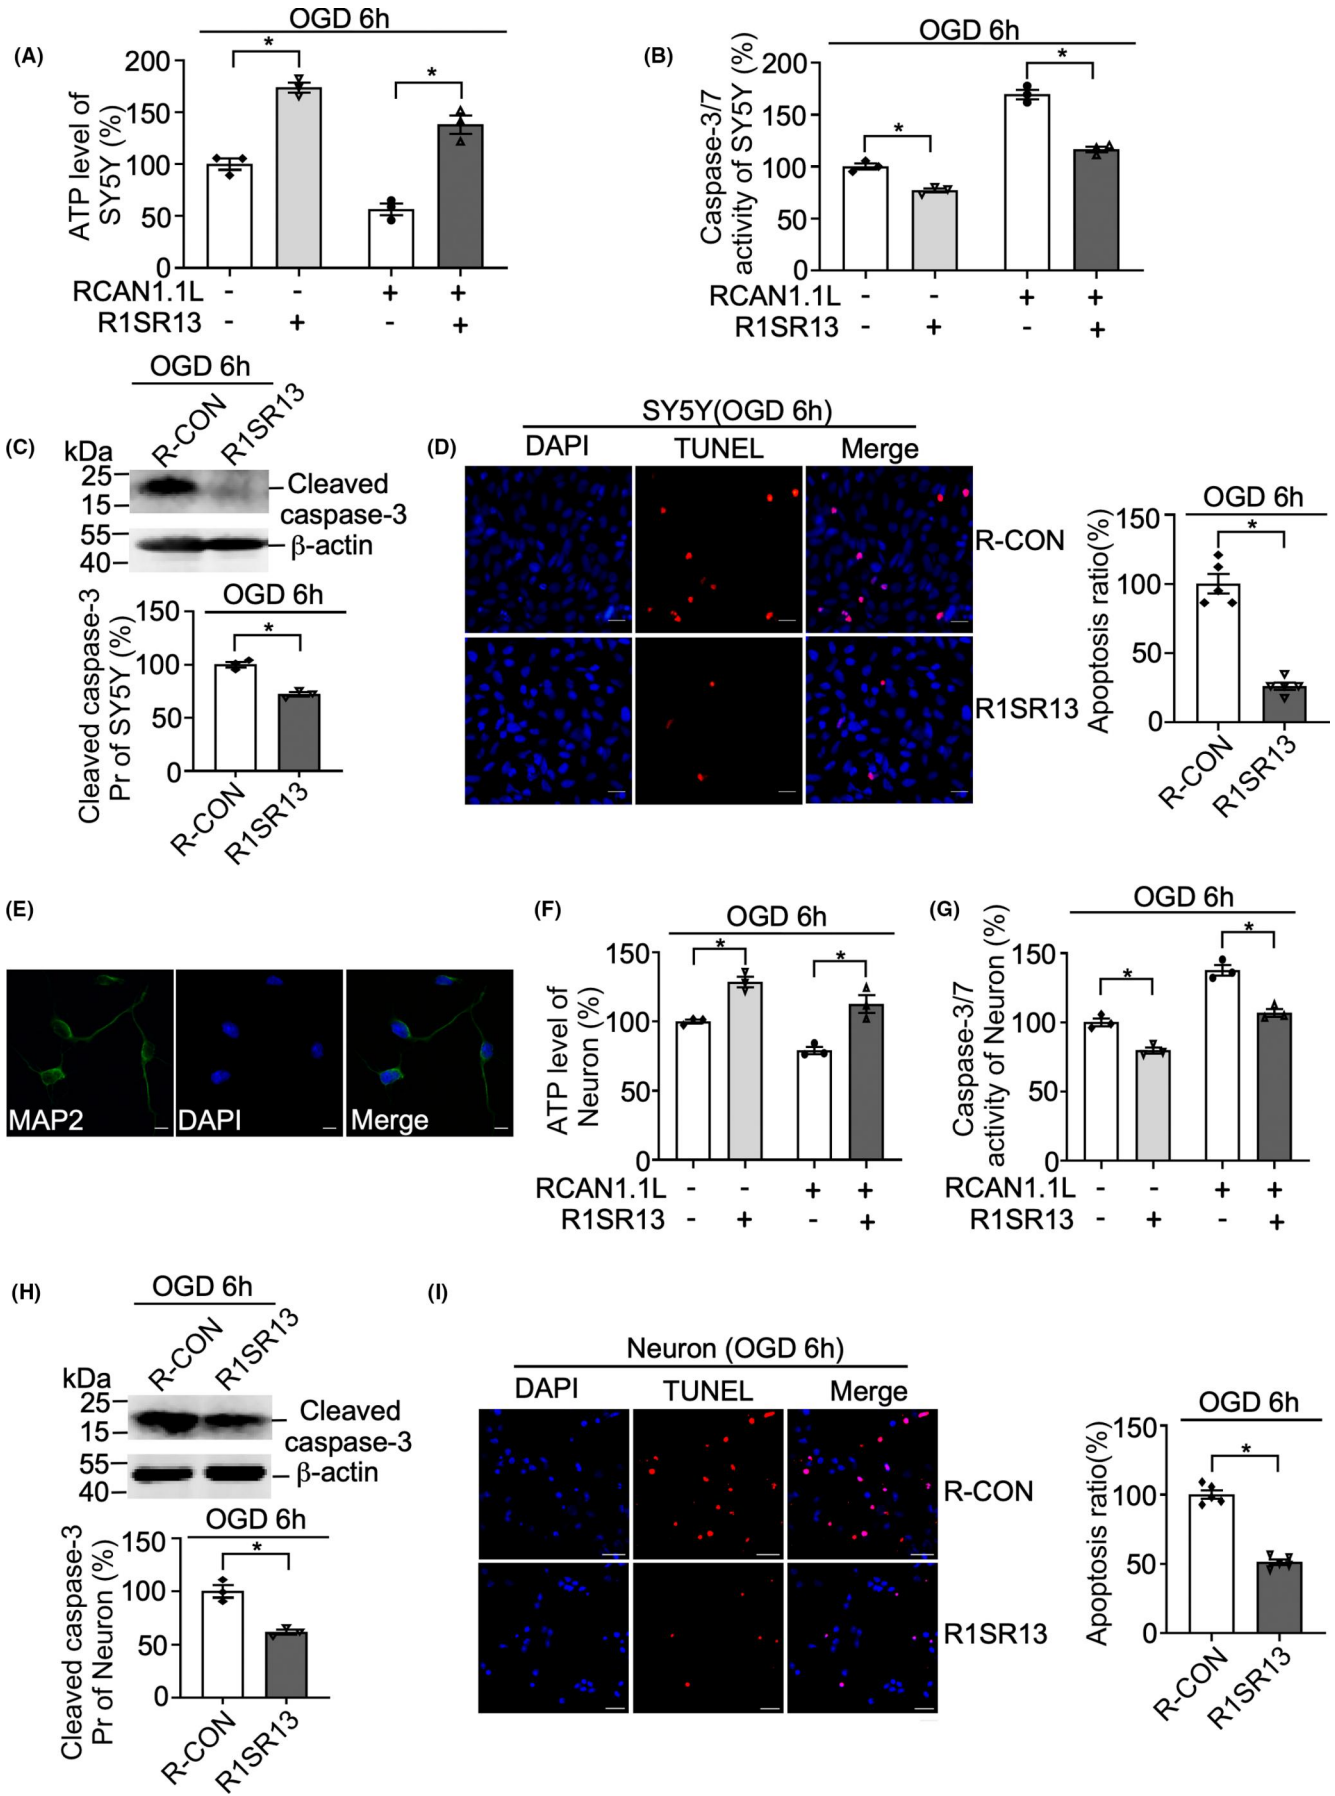 (A)
OGD 6h
ATP level of
SY5Y (%)
200
150
100
50
0
*
*
RCAN1.1L - - + +
R1SR13 - + - +
(B)
OGD 6h
Caspase-3/7
activity of SY5Y (%)
200
150
100
50
0
*
*
RCAN1.1L - - + +
R1SR13 - + - +
(C)
OGD 6h
R-CON
R1SR13
kDa
25
15
Cleaved
caspase-3
55
40
β-actin
OGD 6h
Cleaved caspase-3
Pr of SY5Y (%)
150
100
50
0
*
R-CON
R1SR13
(D)
SY5Y(OGD 6h)
DAPI TUNEL Merge
R-CON
R1SR13
OGD 6h
Apoptosis ratio(%)
150
100
50
0
*
R-CON
R1SR13
(E)
MAP2 DAPI Merge
(F)
OGD 6h
ATP level of
Neuron (%)
150
100
50
0
*
*
RCAN1.1L - - + +
R1SR13 - + - +
(G)
OGD 6h
Caspase-3/7
activity of Neuron (%)
150
100
50
0
*
*
RCAN1.1L - - + +
R1SR13 - + - +
(H)
OGD 6h
R-CON
R1SR13
kDa
25
15
Cleaved
caspase-3
55
40
β-actin
OGD 6h
Cleaved caspase-3
Pr of Neuron (%)
150
100
50
0
*
R-CON
R1SR13
(I)
Neuron (OGD 6h)
DAPI TUNEL Merge
R-CON
R1SR13
OGD 6h
Apoptosis ratio(%)
150
100
50
0
*
R-CON
R1SR13